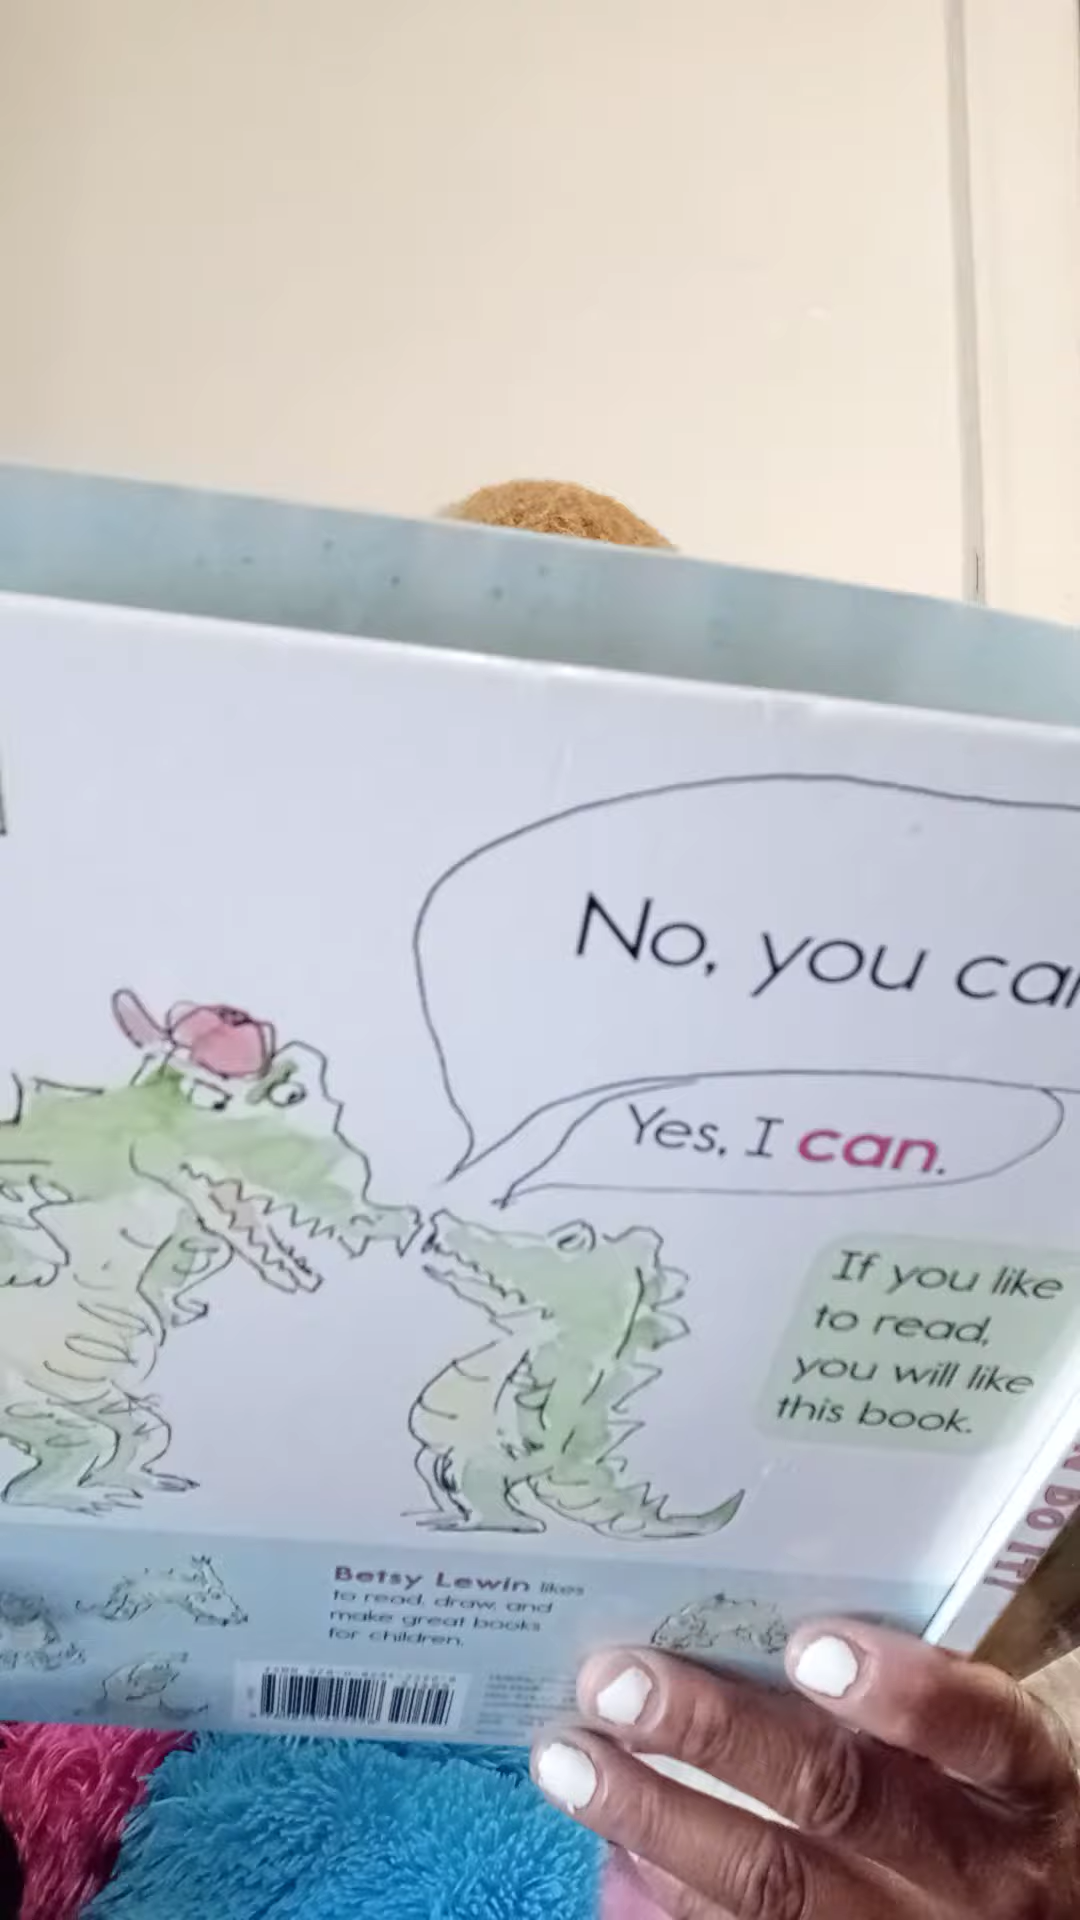 No, you ca
Yes, I can.
If you like
to read,
you will like
this book.
DO IT!
Betsy Lewin likes
to read, draw, and
make great books
for children.